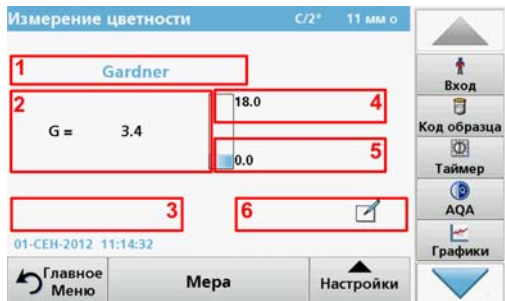 Измерение цветности C/2° 11 мм о
1 Gardner
2 18.0 4
G = 3.4
5
0.0
3 6
01-СЕН-2012 11:14:32
Главное Меню
Мера
Настройки
Вход
Код образца
Таймер
AQA
Графики